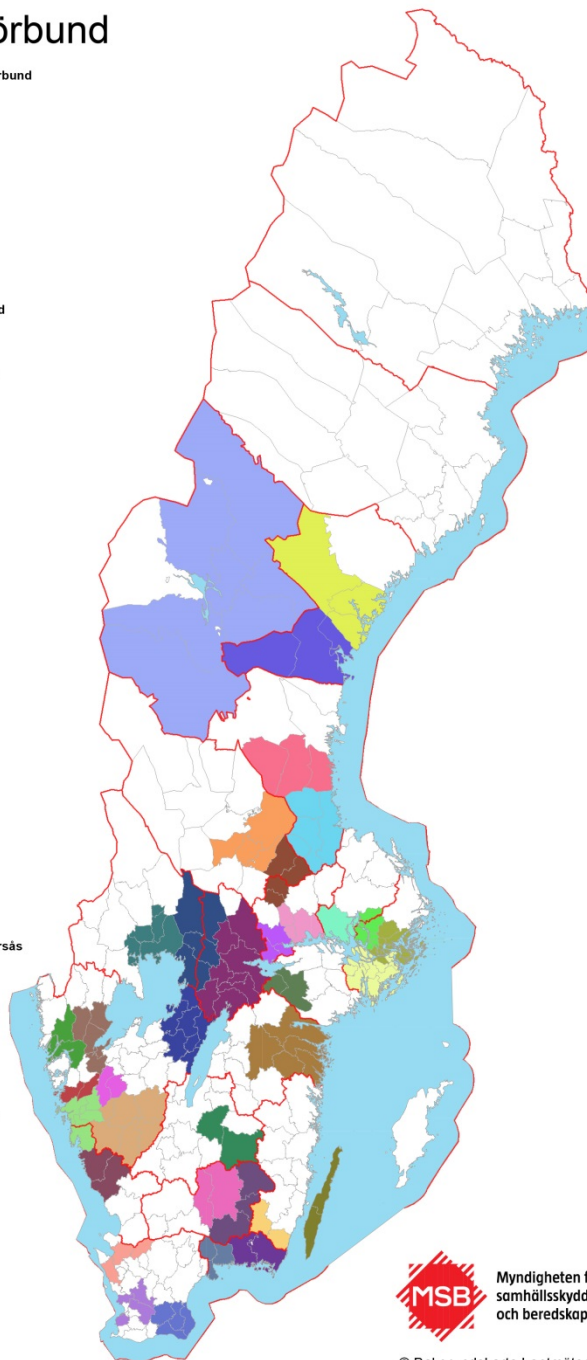 örbund
rbund
d
rsås
MSB
Myndigheten f
samhällsskydd
och beredskap